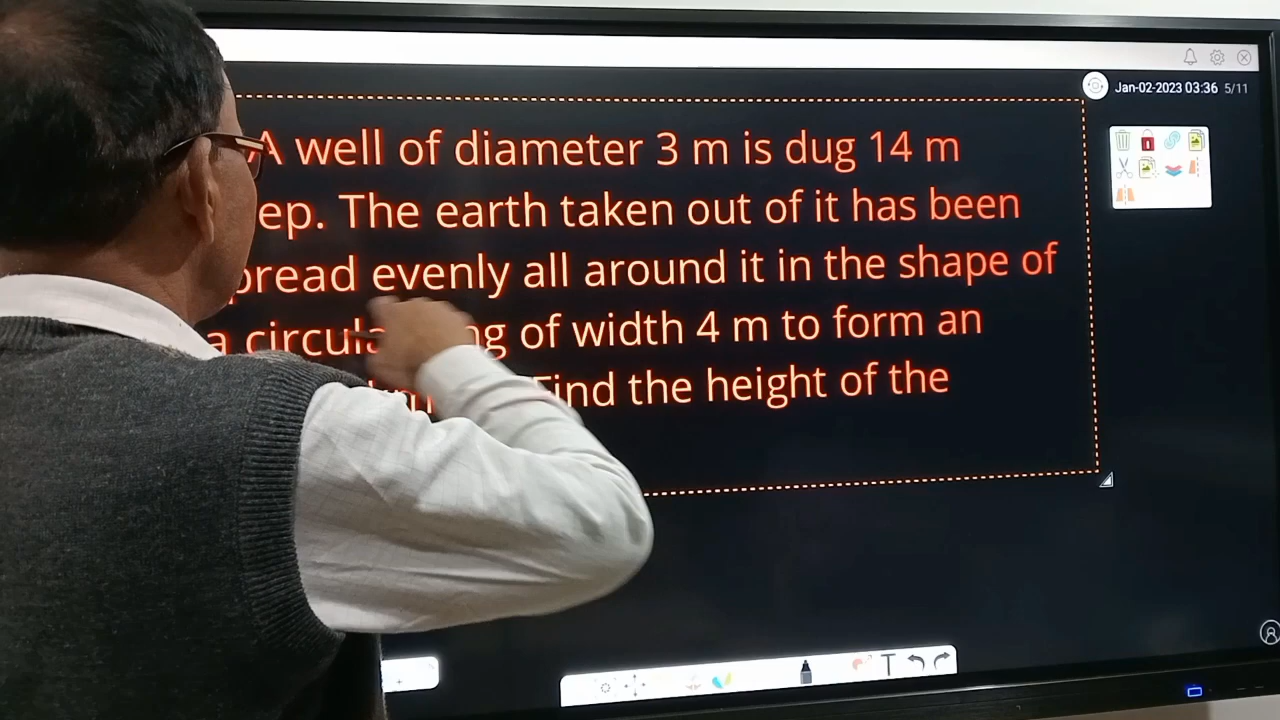 Jan-02-2023 03:36 5/11
A well of diameter 3 m is dug 14 m
ep. The earth taken out of it has been
pread evenly all around it in the shape of
a circula ng of width 4 m to form an
Find the height of the
T